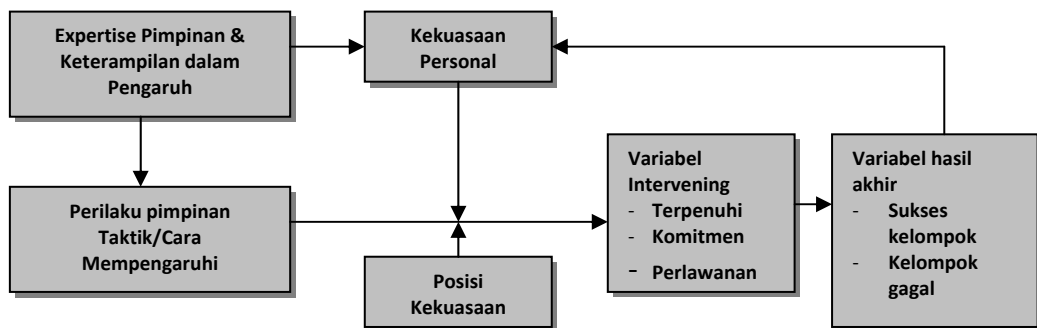 Expertise Pimpinan &
Keterampilan dalam
Pengaruh
Kekuasaan
Personal
Perilaku pimpinan
Taktik/Cara
Mempengaruhi
Posisi
Kekuasaan
Variabel
Intervening
- Terpenuhi
- Komitmen
- Perlawanan
Variabel hasil
akhir
- Sukses
kelompok
- Kelompok
gagal